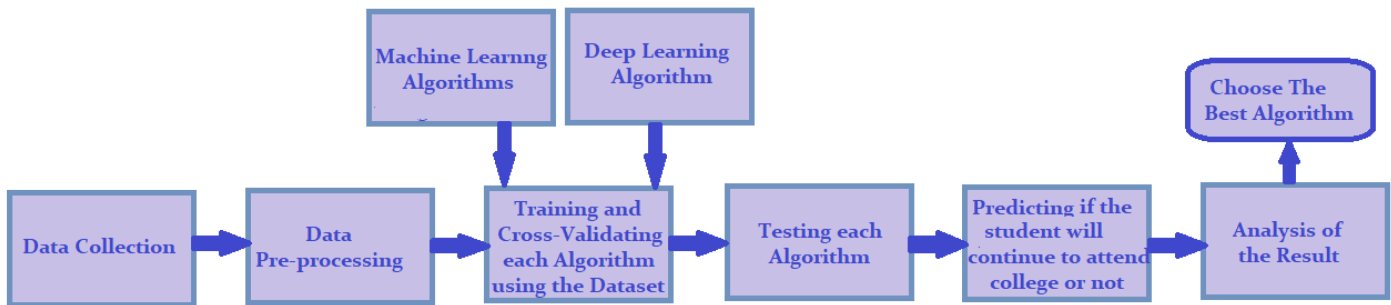 Machine Learnng
Algorithms
Deep Learning
Algorithm
Choose The
Best Algorithm
Data Collection
Data
Pre-processing
Training and
Cross-Validating
each Algorithm
using the Dataset
Testing each
Algorithm
Predicting if the
student will
continue to attend
college or not
Analysis of
the Result